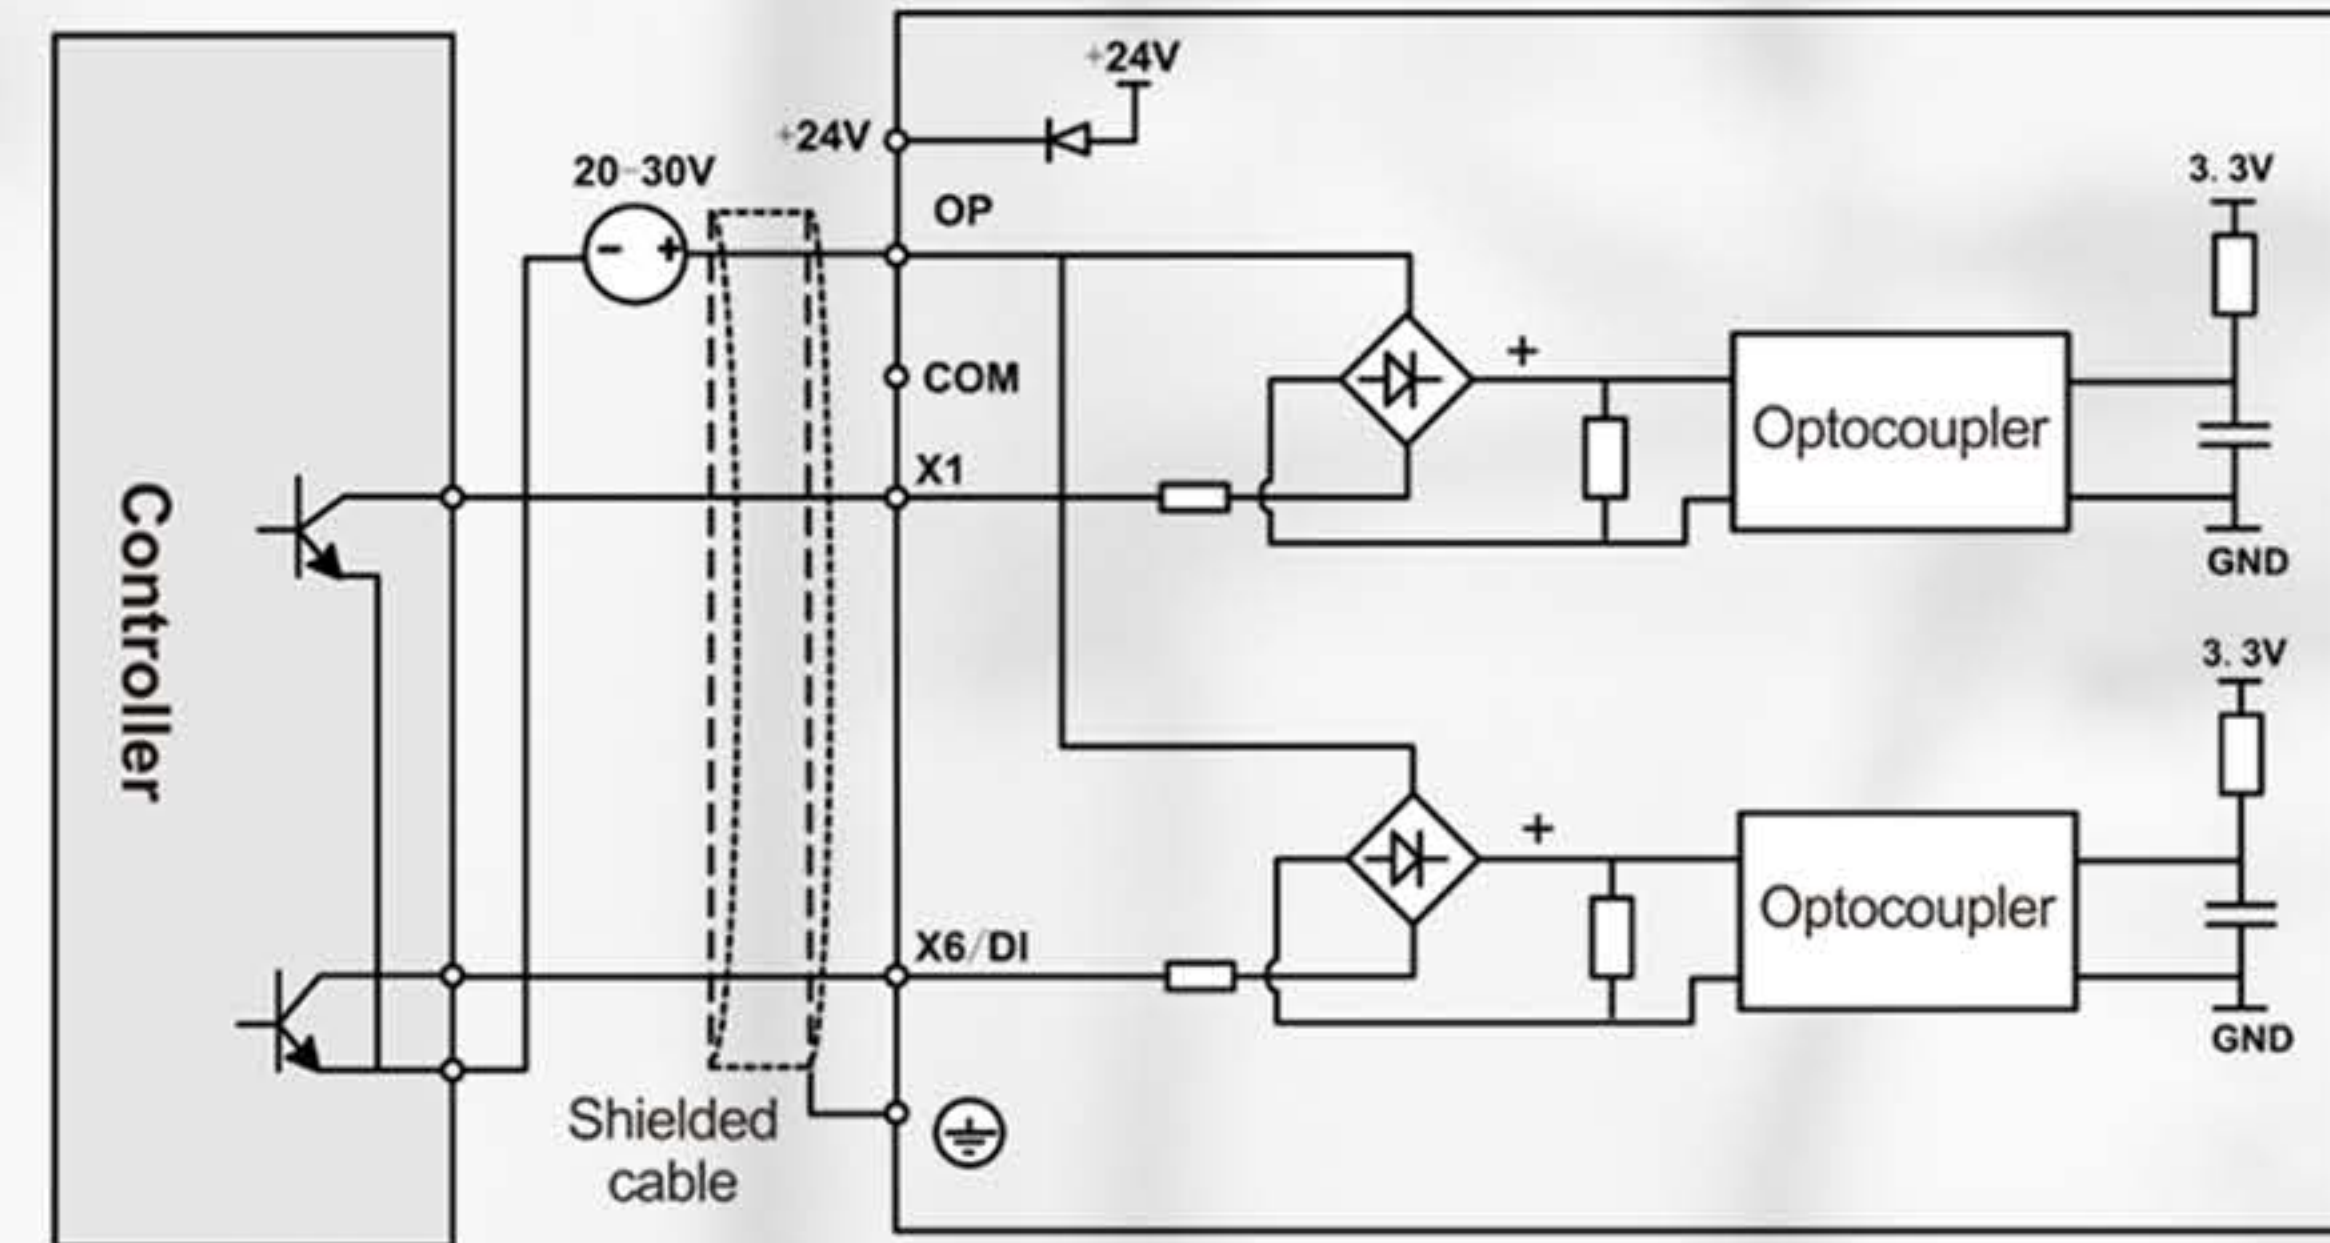 +24V
+24V
20-30V
OP
3. 3V
- +
+
COM
Optocoupler
X1
GND
Controller
3. 3V
+
Optocoupler
X6/DI
GND
Shielded
cable